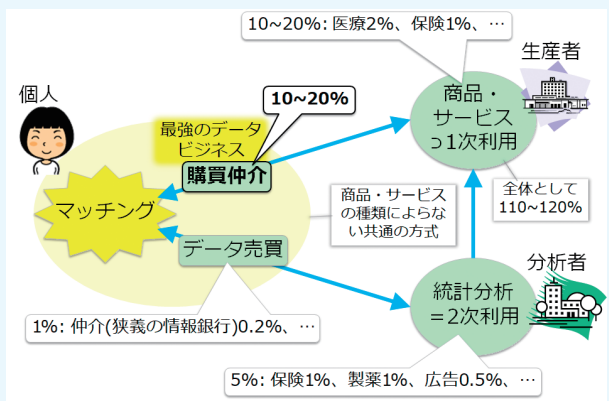 10~20%: 医療2%、保険1%、…
生産者
個人
10~20%
商品・
サービス
⊃1次利用
最強のデータ
ビジネス
購買仲介
マッチング
商品・サービス
の種類によらな
い共通の方式
全体として
110~120%
データ売買
分析者
統計分析
=2次利用
1%: 仲介(狭義の情報銀行)0.2%、…
5%: 保険1%、製薬1%、広告0.5%、…